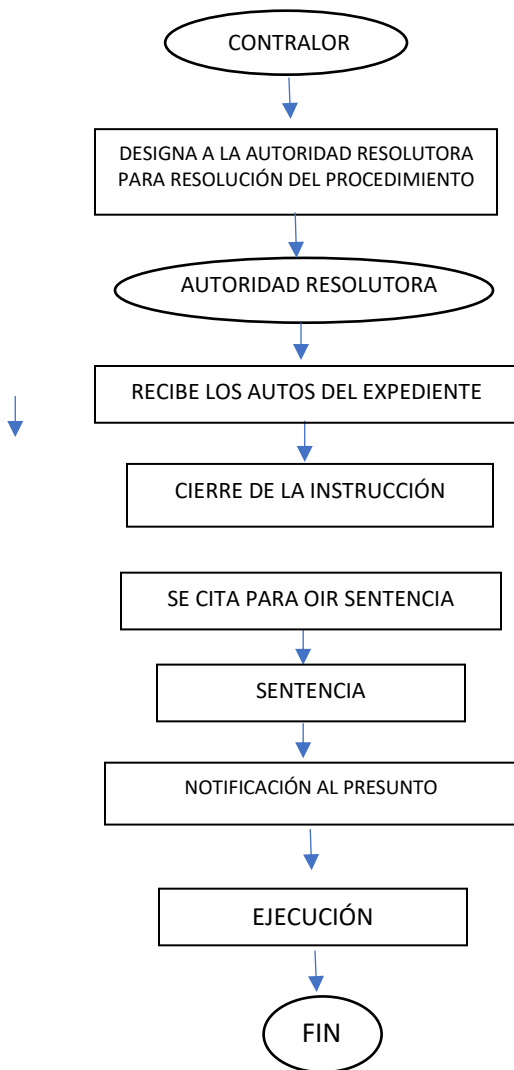 CONTRALOR
DESIGNA A LA AUTORIDAD RESOLUTORA
PARA RESOLUCIÓN DEL PROCEDIMIENTO
AUTORIDAD RESOLUTORA
RECIBE LOS AUTOS DEL EXPEDIENTE
CIERRE DE LA INSTRUCCIÓN
SE CITA PARA OIR SENTENCIA
SENTENCIA
NOTIFICACIÓN AL PRESUNTO
EJECUCIÓN
FIN